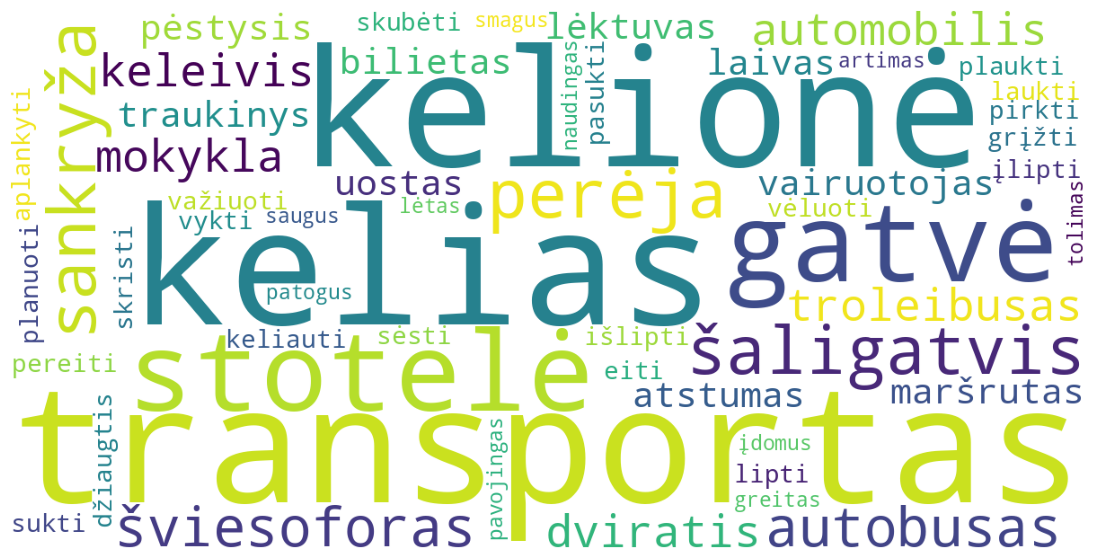 pėstysis
skubėti
smagus
lėktuvas
automobilis
sankryža
keleivis
bilietas
kelionė
naudingas
pasukti
laivas
artimas
plaukti
laukti
aplankyti
traukinys
pirkti
grįžti
mokykla
uostas
perėja
vairuotojas
įlipti
važiuoti
vykti
saugus
lėtas
vėluoti
tolimas
planuoti
skristi
kelias
gatvė
patogus
troleibusas
keliauti
sėsti
išlipti
šaligatvis
pereiti
stotelė
eiti
atstumas
maršrutas
transportas
džiaugtis
pavojingas
įdomus
lipti
greitas
sukti
šviesoforas
dviratis
autobusas